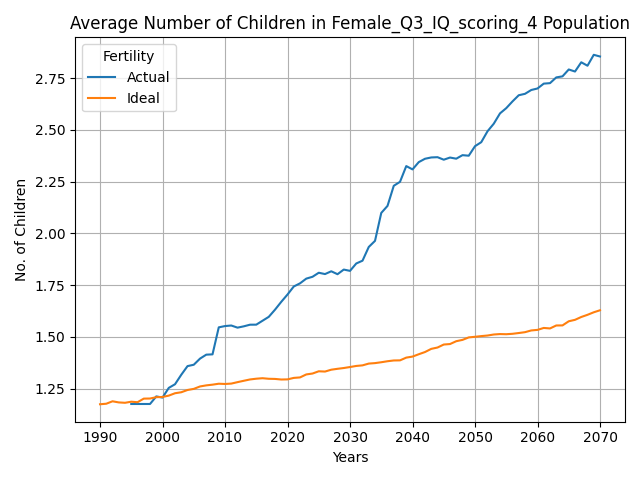 Average Number of Children in Female_Q3_IQ_scoring_4 Population
Fertility
Actual
Ideal
No. of Children
2.75
2.50
2.25
2.00
1.75
1.50
1.25
1990 2000 2010 2020 2030 2040 2050 2060 2070
Years